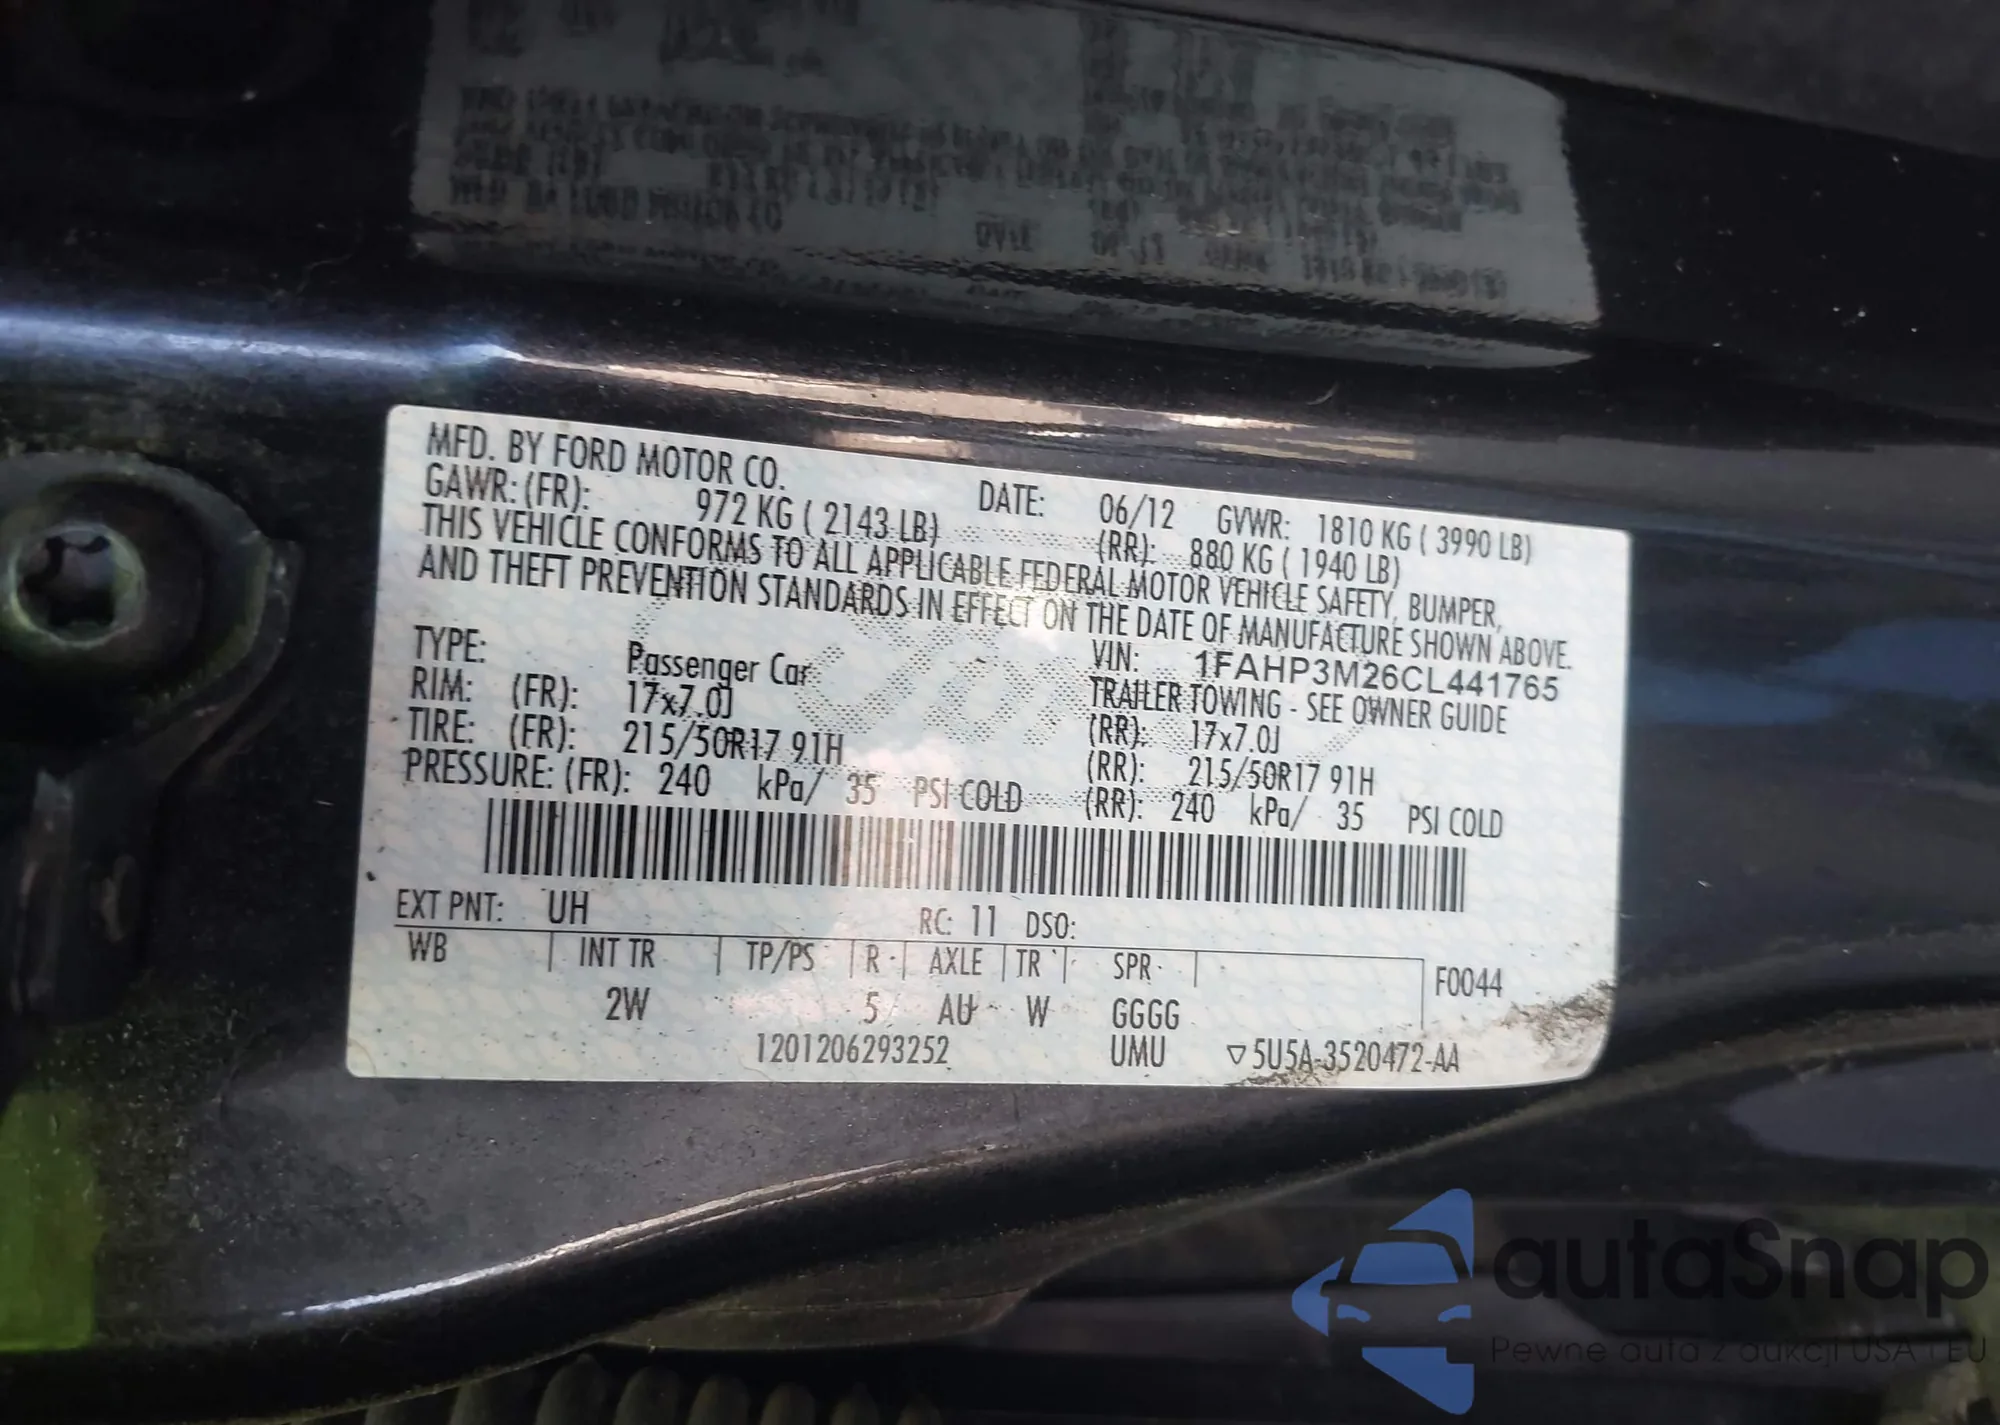 MFD. BY FORD MOTOR CO. DATE: 06/12 GVWR: 1810 KG ( 3990 LB)
GAWR: (FR): 972 KG ( 2143 LB) (RR): 880 KG ( 1940 LB)
THIS VEHICLE CONFORMS TO ALL APPLICABLE FEDERAL MOTOR VEHICLE SAFETY, BUMPER,
AND THEFT PREVENTION STANDARDS IN EFFECT ON THE DATE OF MANUFACTURE SHOWN ABOVE.
VIN: 1FAHP3M26CL441765
TYPE: Passenger Car TRAILER TOWING - SEE OWNER GUIDE
RIM: (FR): 17x7.0J (RR): 17x7.0J
TIRE: (FR): 215/50R17 91H (RR): 215/50R17 91H
PRESSURE: (FR): 240 kPa/ 35 PSI COLD (RR): 240 kPa/ 35 PSI COLD
EXT PNT: UH RC: 11 DSO:
WB INT TR TP/PS R AXLE TR SPR F0044
2W 5 AU W GGGG
1201206293252 UMU ▽5U5A-3520472-AA
autaSnap
Pewne auta z aukcji USA i EU